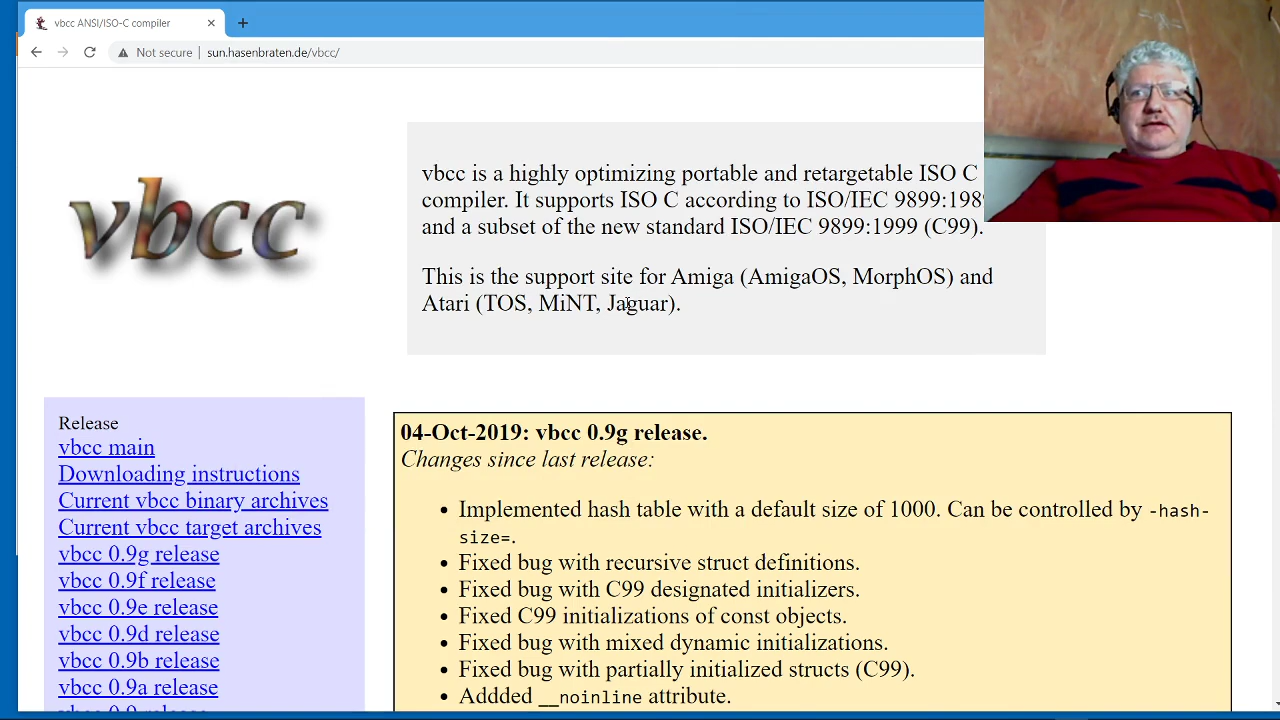 vbcc ANSI/ISO-C compiler
Not secure
sun.hasenbraten.de/vbcc/
vbcc
vbcc is a highly optimizing portable and retargetable ISO C
compiler. It supports ISO C according to ISO/IEC 9899:198
and a subset of the new standard ISO/IEC 9899:1999 (C99).
This is the support site for Amiga (AmigaOS, MorphOS) and
Atari (TOS, MiNT, Jaguar).
Release
vbcc main
Downloading instructions
Current vbcc binary archives
Current vbcc target archives
vbcc 0.9g release
vbcc 0.9f release
vbcc 0.9e release
vbcc 0.9d release
vbcc 0.9b release
vbcc 0.9a release
04-Oct-2019: vbcc 0.9g release.
Changes since last release:
• Implemented hash table with a default size of 1000. Can be controlled by -hash-
size=.
• Fixed bug with recursive struct definitions.
• Fixed bug with C99 designated initializers.
• Fixed C99 initializations of const objects.
• Fixed bug with mixed dynamic initializations.
• Fixed bug with partially initialized structs (C99).
• Addded __noinline attribute.